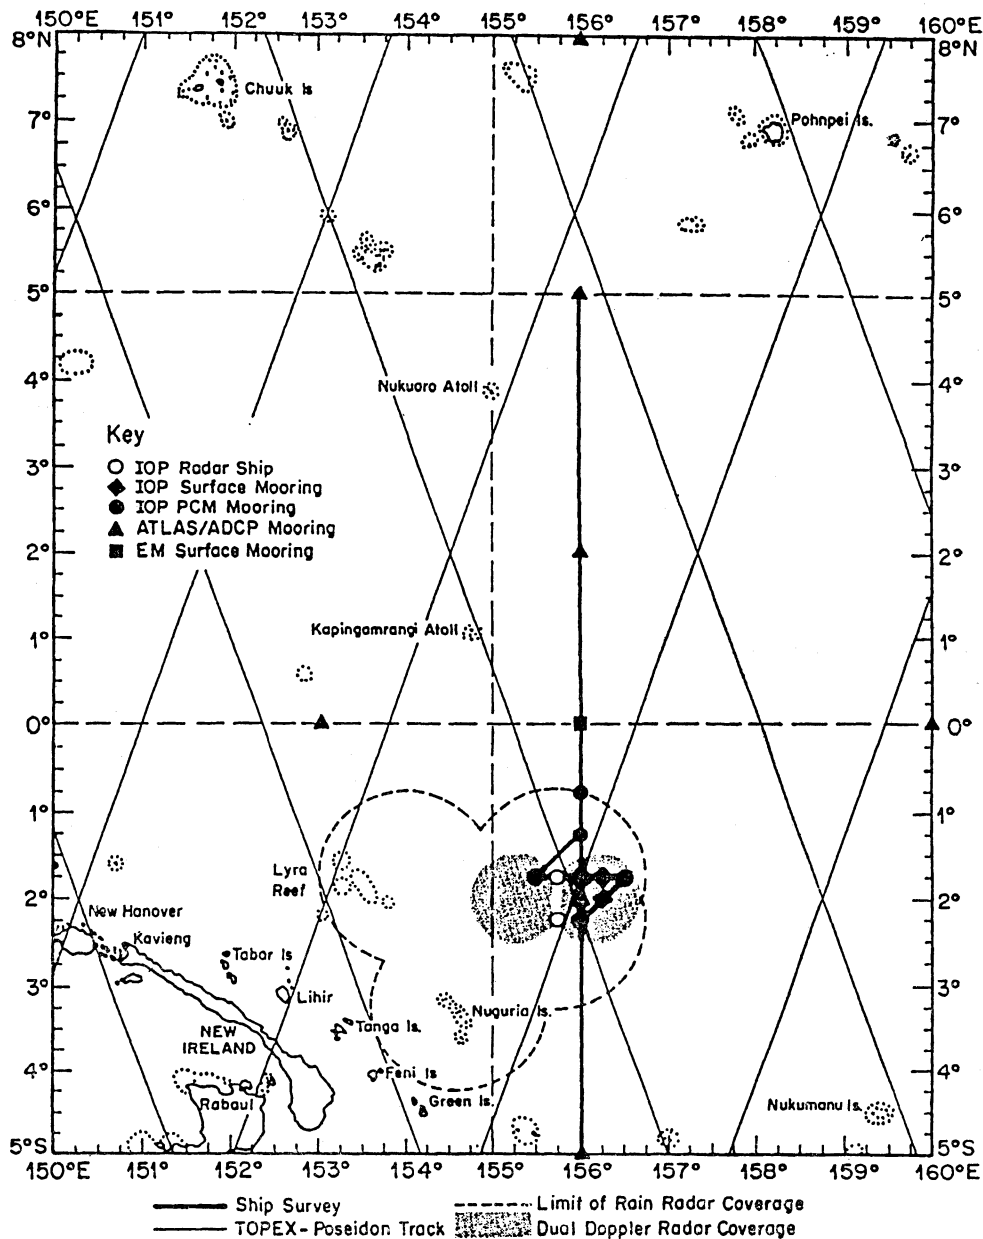 150°E 151° 152° 153° 154° 155° 156° 157° 158° 159° 160°E
8°N
8°N
Chuuk Is
Pohnpei Is.
7°
7°
6°
6°
5°
5°
Nukuoro Atoll
4°
4°
Key
IOP Radar Ship
IOP Surface Mooring
IOP PCM Mooring
ATLAS/ADCP Mooring
EM Surface Mooring
3°
3°
2°
2°
Kapingamrangi Atoll
1°
1°
0°
0°
1°
1°
Lyra
Reef
2°
2°
New Hanover
Kavieng
Tabar Is
3°
3°
Lihir
Nuguria Is.
Tanga Is.
NEW
IRELAND
4°
4°
Feni Is
Rabaul
Green Is.
Nukumanu Is.
5°S
5°S
150°E 151° 152° 153° 154° 155° 156° 157° 158° 159° 160°E
Ship Survey
Limit of Rain Radar Coverage
TOPEX-Poseidon Track
Dual Doppler Radar Coverage